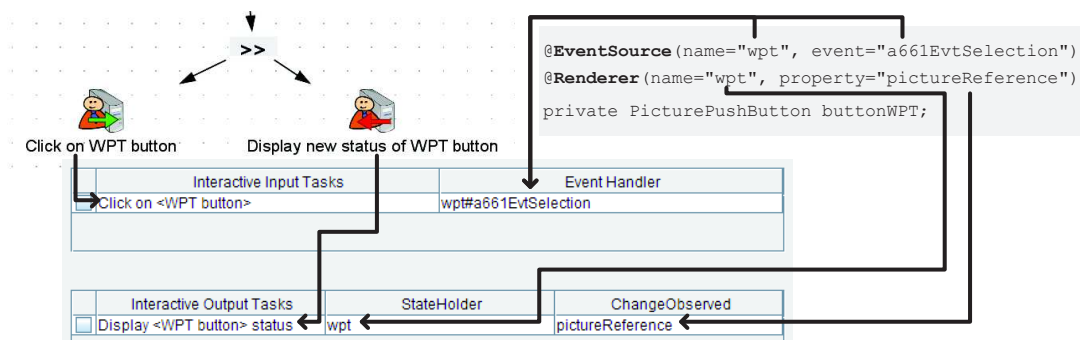 >>
Click on WPT button
Display new status of WPT button
@EventSource(name="wpt", event="a661EvtSelection")
@Renderer(name="wpt", property="pictureReference")
private PicturePushButton buttonWPT;
Interactive Input Tasks Event Handler
Click on <WPT button> wpt#a661EvtSelection
Interactive Output Tasks StateHolder ChangeObserved
Display <WPT button> status wpt pictureReference